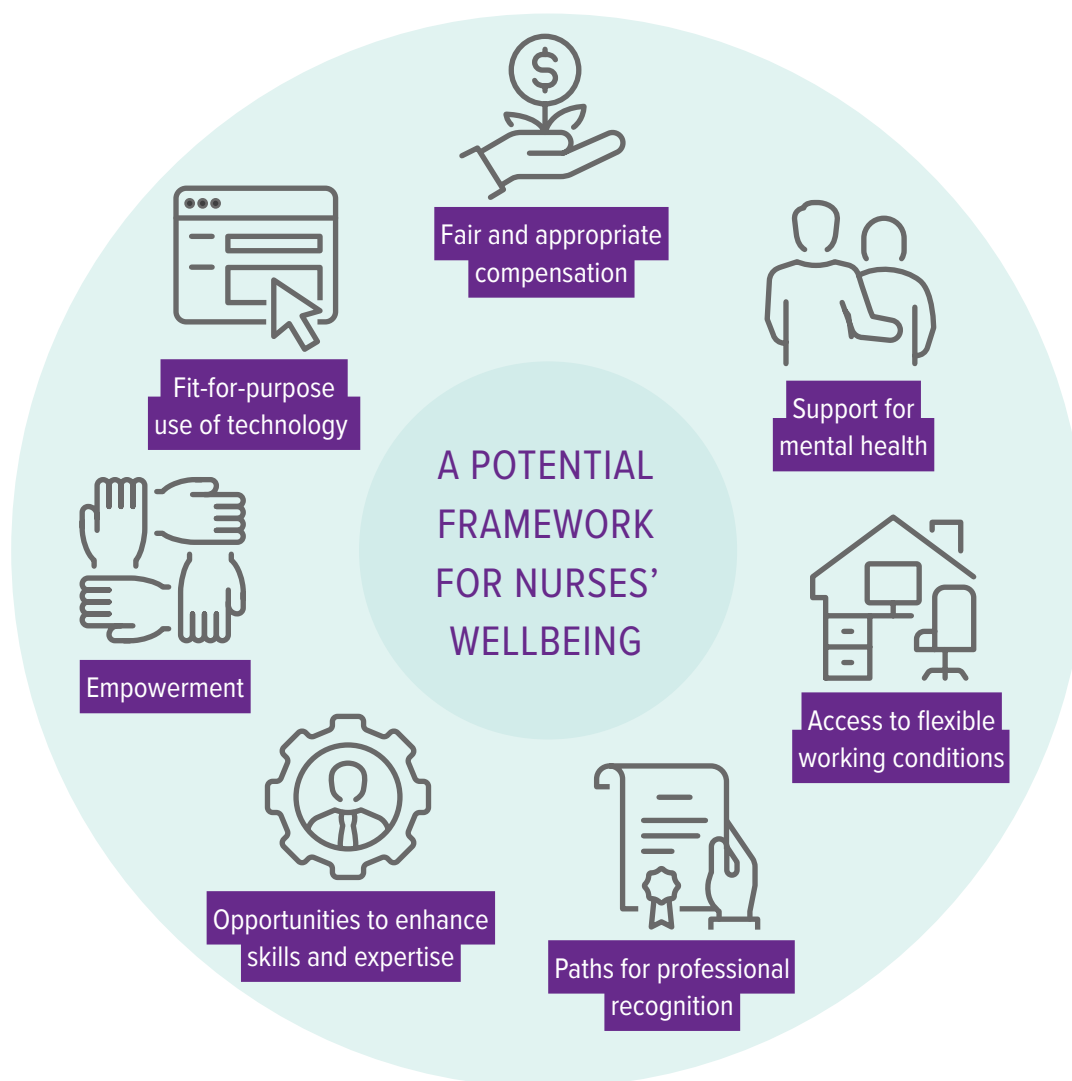 Fair and appropriate
compensation
Support for
mental health
Access to flexible
working conditions
Paths for professional
recognition
Opportunities to enhance
skills and expertise
Empowerment
Fit-for-purpose
use of technology
A POTENTIAL
FRAMEWORK
FOR NURSES’
WELLBEING